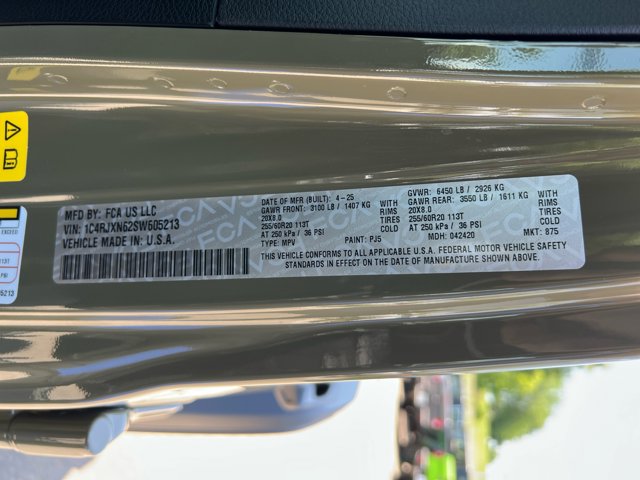 MFD BY: FCA US LLC
VIN: 1C4RJXN62SW605213
VEHICLE MADE IN U.S.A.
DATE OF MFR (BUILT): 4-25
GAWR FRONT: 3100 LB / 1407 KG
WITH
20X8.0 RIMS
TIRES
255/60R20 113T
AT 250 kPa / 36 PSI COLD
TYPE: MPV
PAINT: PJ5
GVWR: 6450 LB / 2926 KG
GAWR REAR: 3550 LB / 1611 KG
WITH
20X8.0 RIMS
TIRES
255/60R20 113T
AT 250 kPa / 36 PSI COLD
MDH: 042420
MKT: 875
THIS VEHICLE CONFORMS TO ALL APPLICABLE U.S.A. FEDERAL MOTOR VEHICLE SAFETY
STANDARDS IN EFFECT ON THE DATE OF MANUFACTURE SHOWN ABOVE.
EXCEED
113T
PSI
05213